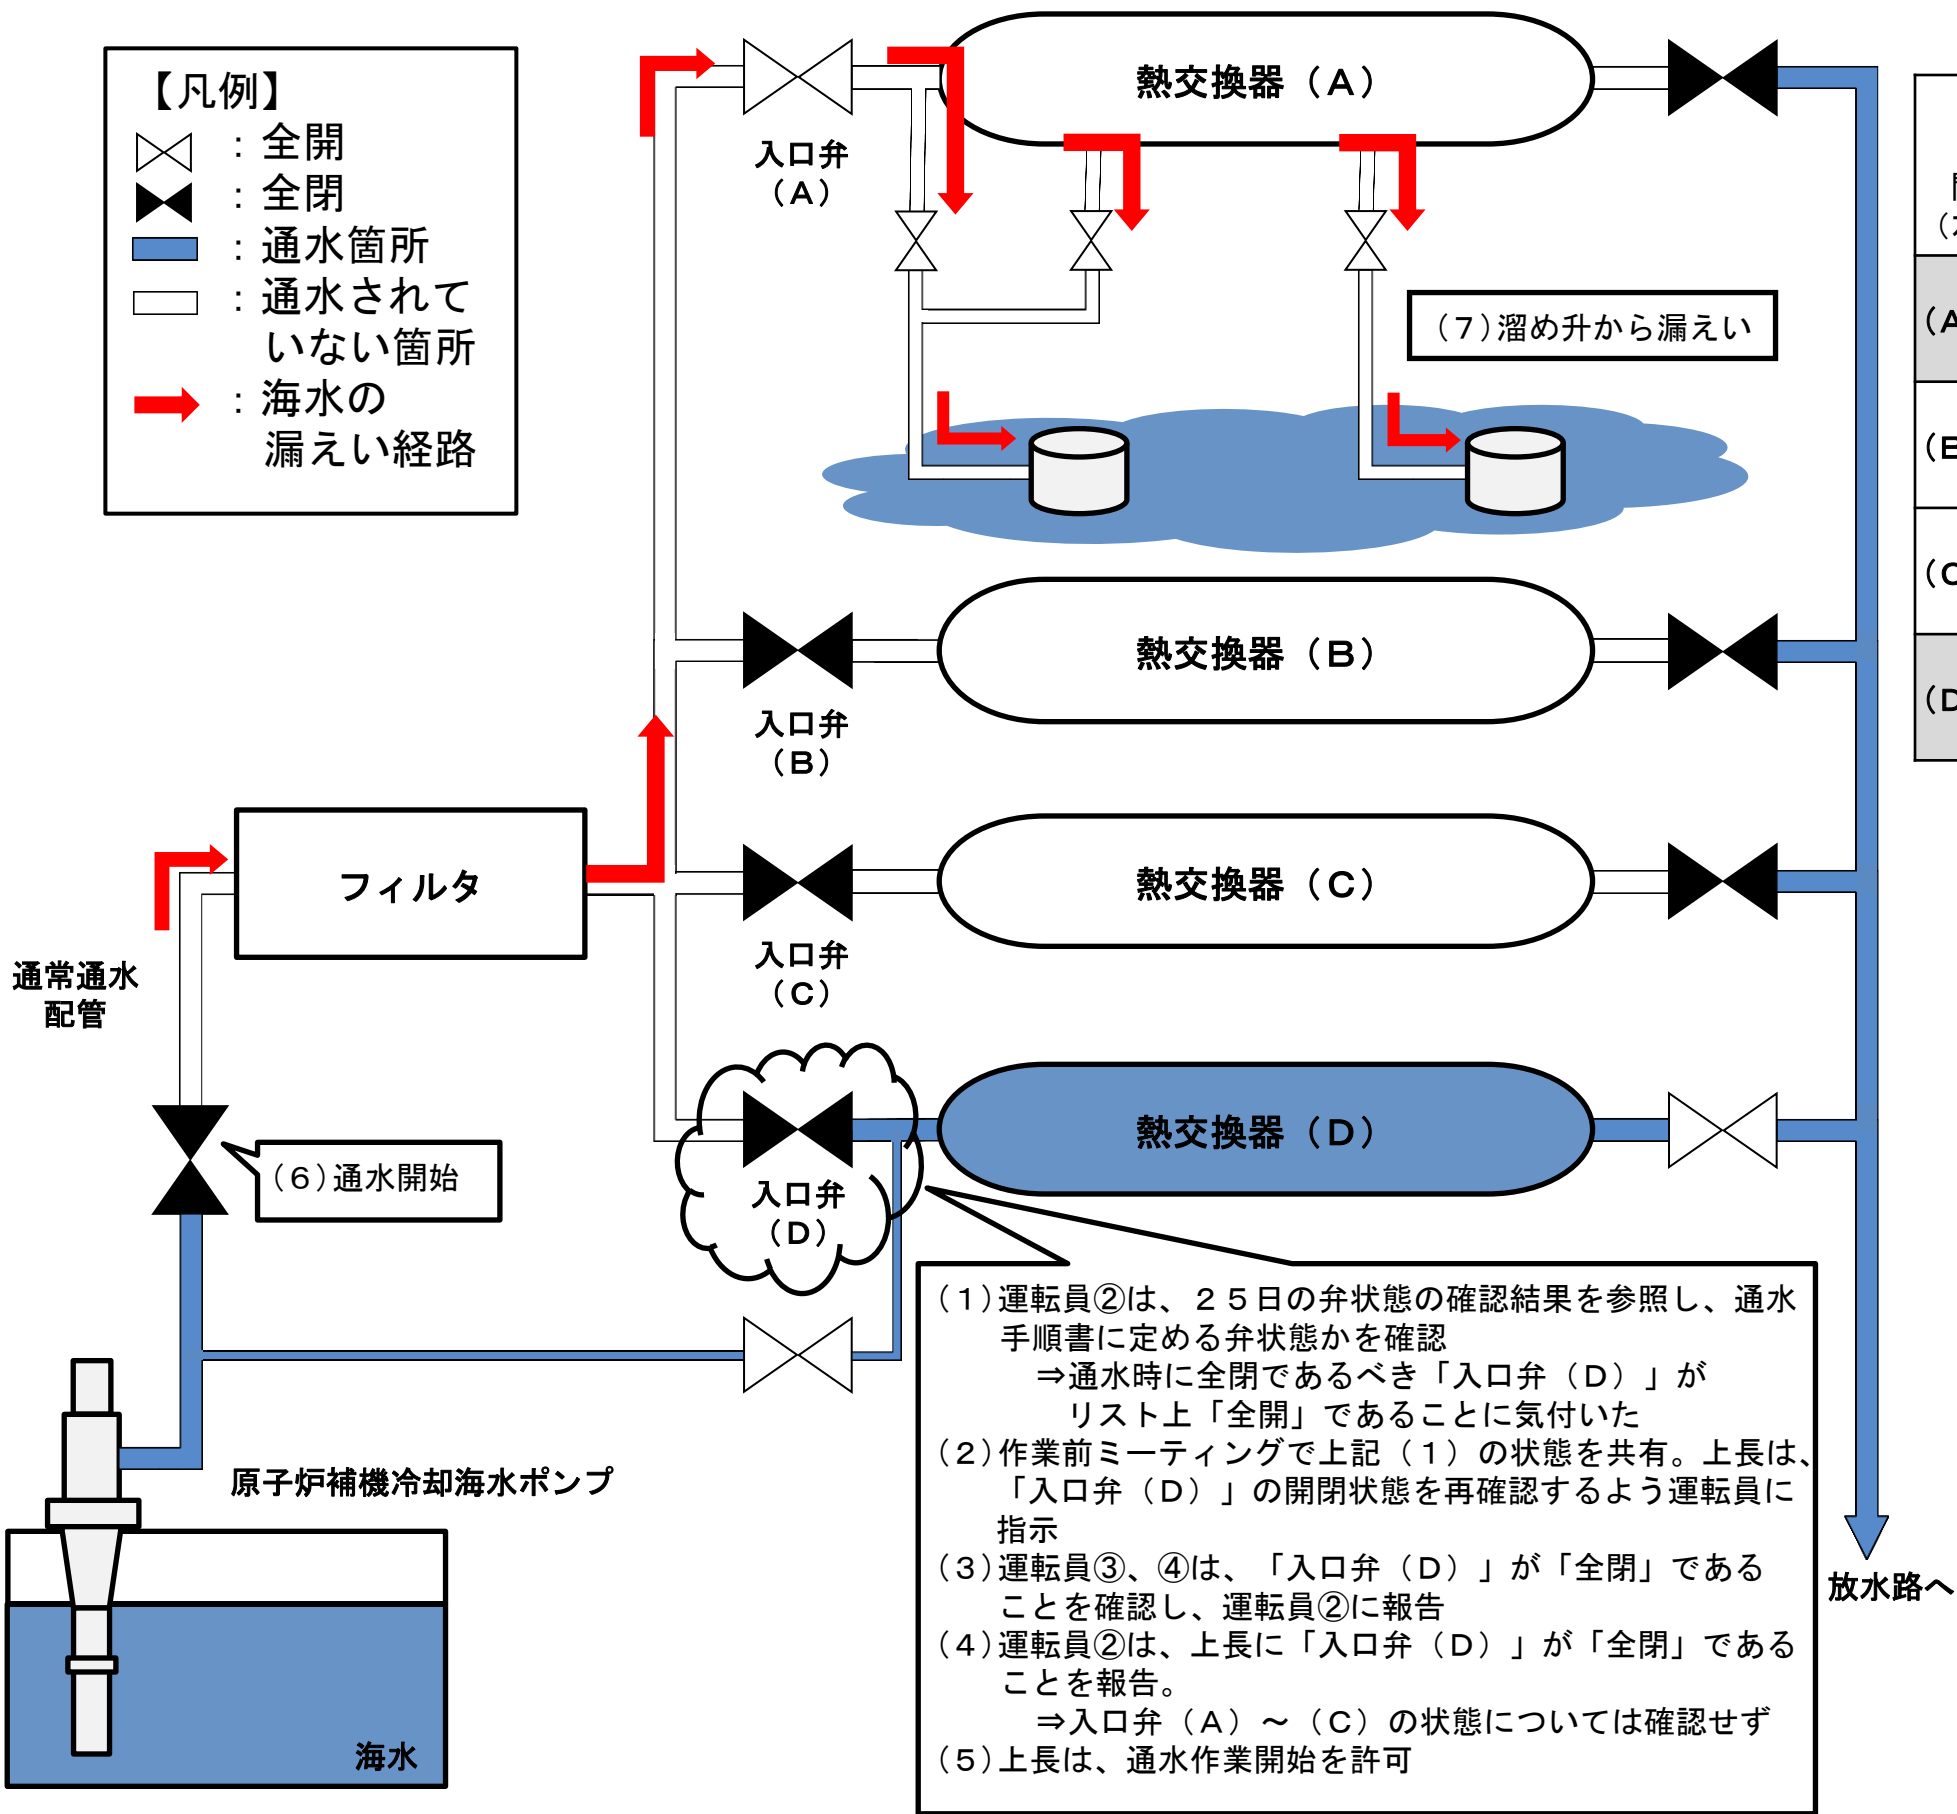 【凡例】
：全開
：全閉
：通水箇所
：通水されて
いない箇所
：海水の
漏えい経路
熱交換器（Ａ）
入口弁
（Ａ）
（７）溜め升から漏えい
熱交換器（Ｂ）
入口弁
（Ｂ）
フィルタ
熱交換器（Ｃ）
入口弁
（Ｃ）
通常通水
配管
熱交換器（Ｄ）
（６）通水開始
入口弁
（Ｄ）
（１）運転員②は、２５日の弁状態の確認結果を参照し、通水
手順書に定める弁状態かを確認
⇒通水時に全閉であるべき「入口弁（Ｄ）」が
リスト上「全開」であることに気付いた
（２）作業前ミーティングで上記（１）の状態を共有。上長は、
「入口弁（Ｄ）」の開閉状態を再確認するよう運転員に
指示
（３）運転員③、④は、「入口弁（Ｄ）」が「全閉」である
ことを確認し、運転員②に報告
（４）運転員②は、上長に「入口弁（Ｄ）」が「全閉」である
ことを報告。
⇒入口弁（Ａ）～（Ｃ）の状態については確認せず
（５）上長は、通水作業開始を許可
原子炉補機冷却海水ポンプ
海水
放水路へ
（Ａ
（Ｂ
（Ｃ
（Ｄ